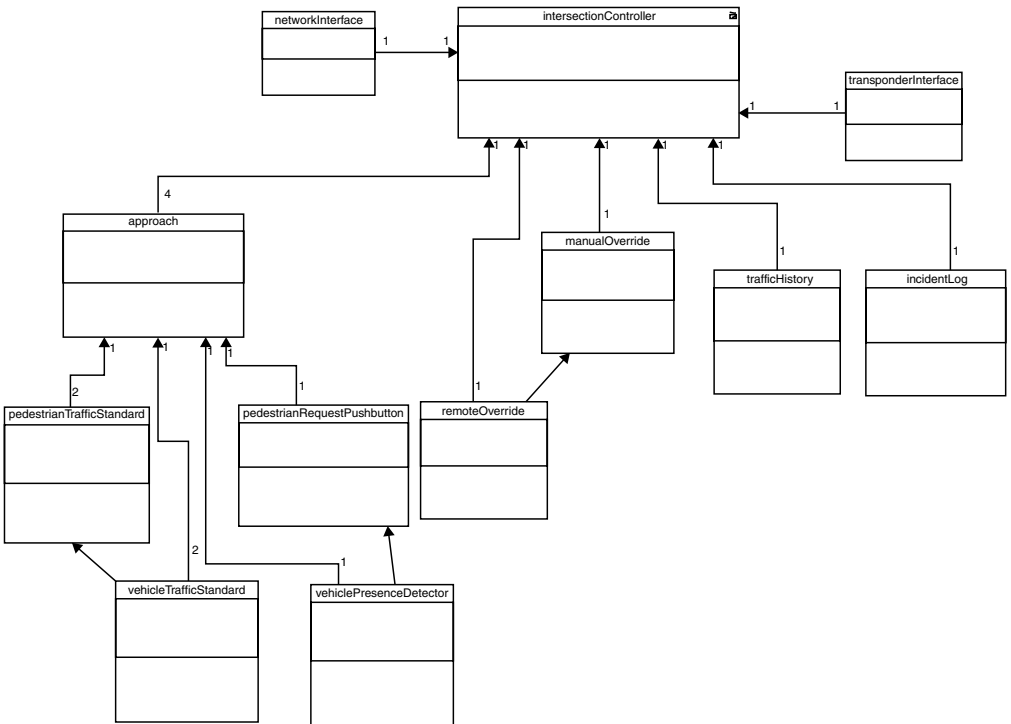 networkInterface
intersectionController
1
1
transponderInterface
1
1
1
1
1
1
1
4
approach
1
manualOverride
1
trafficHistory
1
incidentLog
1
1
1
1
2
pedestrianTrafficStandard
1
pedestrianRequestPushbutton
1
remoteOverride
2
vehicleTrafficStandard
1
vehiclePresenceDetector